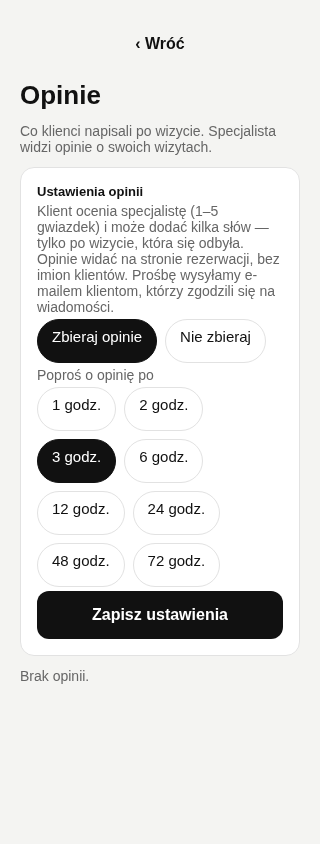 ‹ Wróć
Opinie
Co klienci napisali po wizycie. Specjalista
widzi opinie o swoich wizytach.
Ustawienia opinii
Klient ocenia specjalistę (1–5
gwiazdek) i może dodać kilka słów —
tylko po wizycie, która się odbyła.
Opinie widać na stronie rezerwacji, bez
imion klientów. Prośbę wysyłamy e-
mailem klientom, którzy zgodzili się na
wiadomości.
Zbieraj opinie Nie zbieraj
Poproś o opinię po
1 godz. 2 godz.
3 godz. 6 godz.
12 godz. 24 godz.
48 godz. 72 godz.
Zapisz ustawienia
Brak opinii.